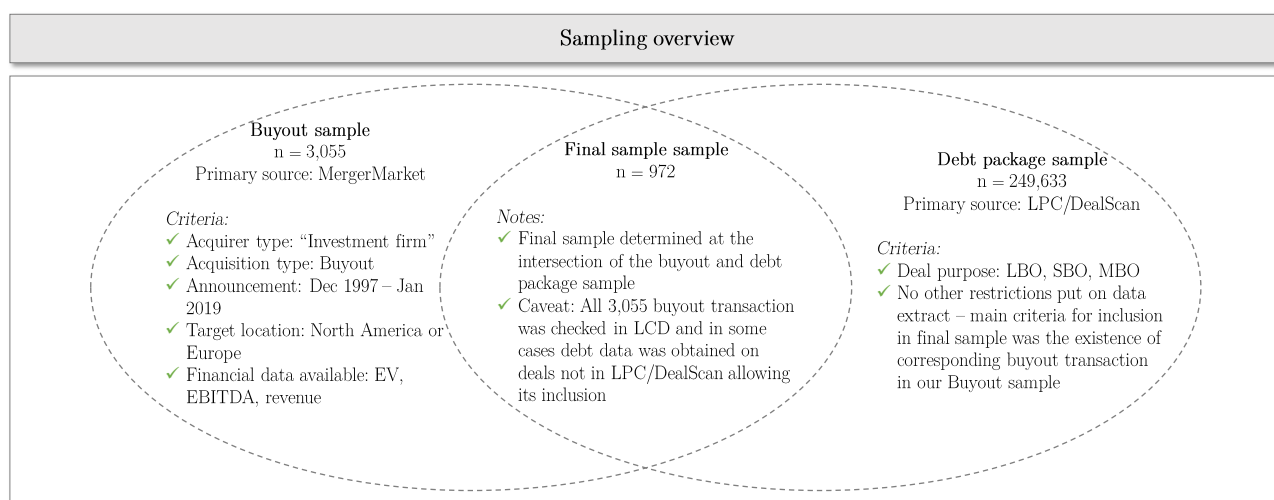 Sampling overview
Buyout sample
n = 3,055
Primary source: MergerMarket
Criteria:
✓ Acquirer type: “Investment firm”
✓ Acquisition type: Buyout
✓ Announcement: Dec 1997 – Jan
2019
✓ Target location: North America or
Europe
✓ Financial data available: EV,
EBITDA, revenue
Final sample sample
n = 972
Notes:
✓ Final sample determined at the
intersection of the buyout and debt
package sample
✓ Caveat: All 3,055 buyout transaction
was checked in LCD and in some
cases debt data was obtained on
deals not in LPC/DealScan allowing
its inclusion
Debt package sample
n = 249,633
Primary source: LPC/DealScan
Criteria:
✓ Deal purpose: LBO, SBO, MBO
✓ No other restrictions put on data
extract – main criteria for inclusion
in final sample was the existence of
corresponding buyout transaction
in our Buyout sample